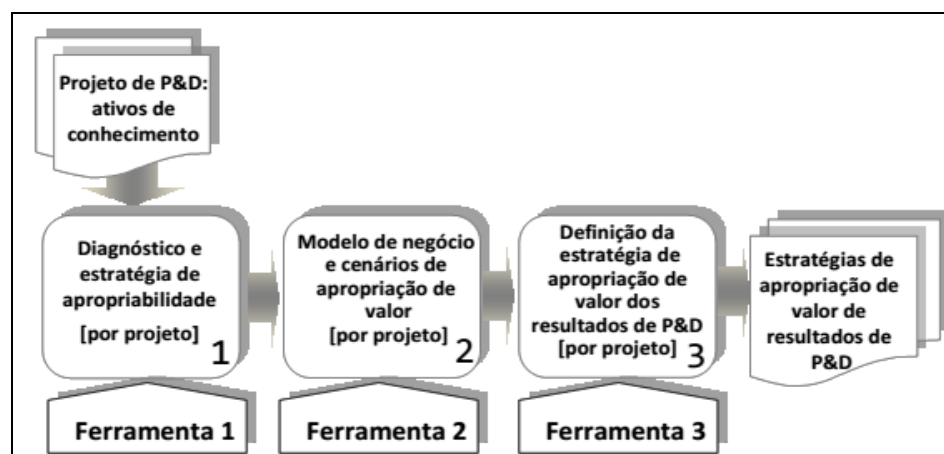 Projeto de P&D:
ativos de
conhecimento
Diagnóstico e
estratégia de
apropriabilidade
[por projeto]
1
Modelo de negócio
e cenários de
apropriação de
valor
[por projeto]
2
Definição da
estratégia de
apropriação de
valor dos
resultados de P&D
[por projeto]
3
Estratégias de
apropriação de
valor de
resultados de
P&D
Ferramenta 1
Ferramenta 2
Ferramenta 3